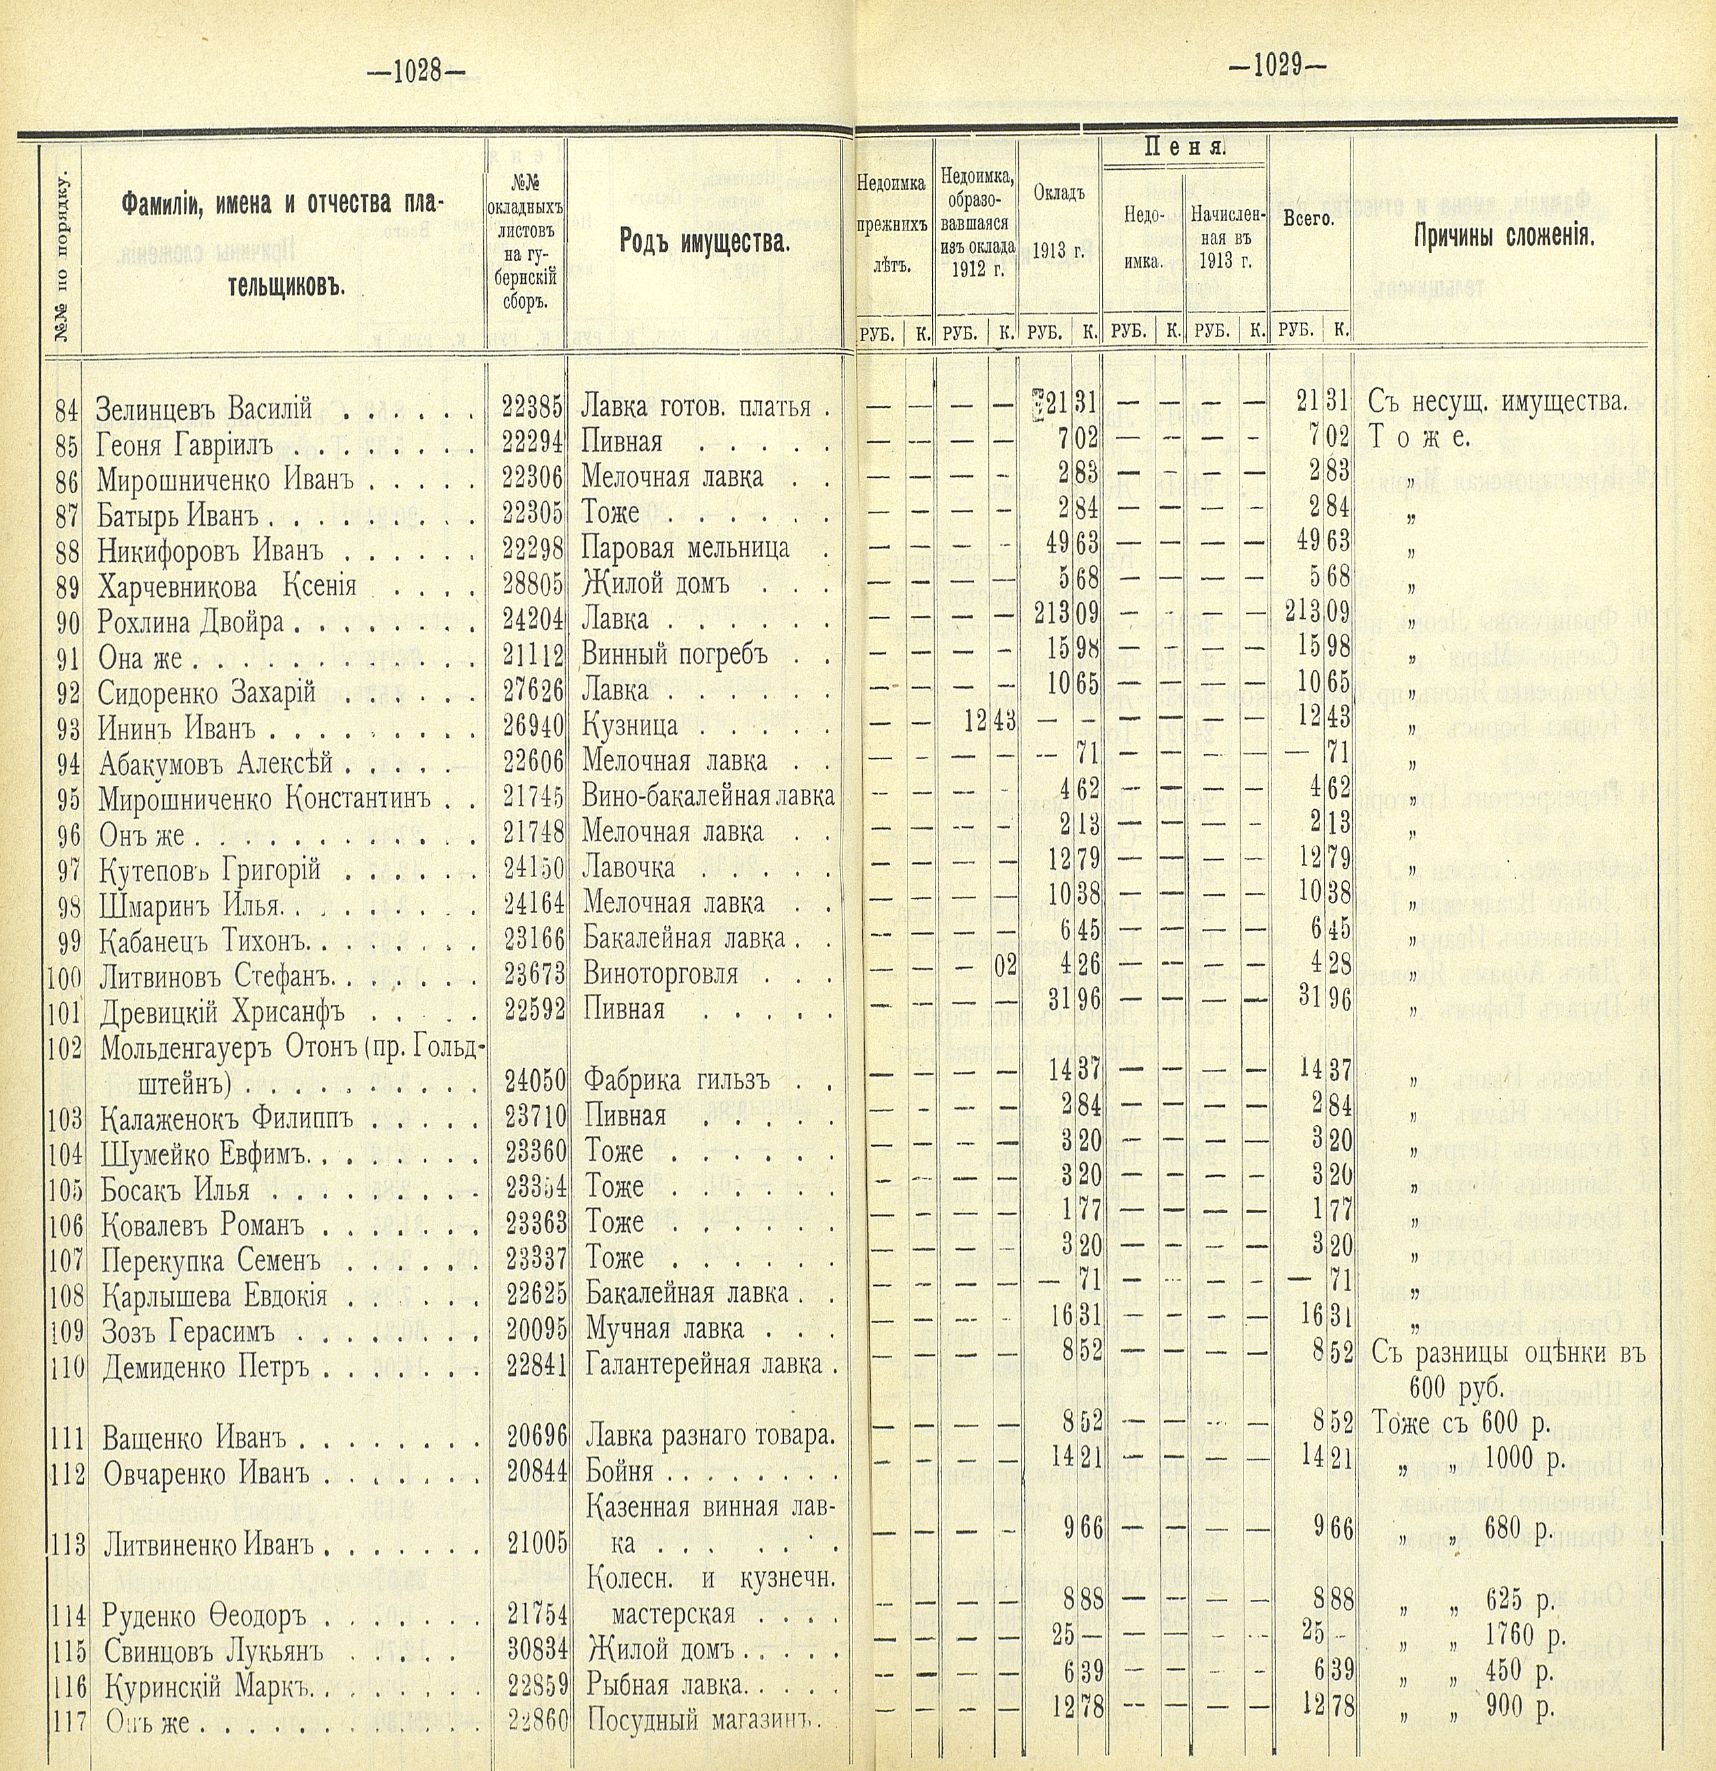 —1028—
—1029—
№№ по порядку.
Фамиліи, имена и отчества пла-
тельщиковъ.
№№
окладныхъ
листовъ
на гу-
бернскій
сборъ.
Родъ имущества.
Недоимка
прежнихъ
лѣтъ.
Недоимка,
образо-
вавшаяся
изъ оклада
1912 г.
Окладъ
1913 г.
Пеня.
Недо-
имка.
Начислен-
ная въ
1913 г.
Всего.
Причины сложенія.
РУБ. К. РУБ. К. РУБ. К. РУБ. К. РУБ. К. РУБ. К.
84 Зелинцевъ Василій . . . . . . 22385 Лавка готов. платья . — — — — 21 31 — — — — 21 31 Съ несущ. имущества.
85 Геоня Гавріилъ . . . . . . . . 22294 Пивная . . . . . — — — — 7 02 — — — — 7 02 Тоже.
86 Мирошниченко Иванъ . . . . . 22306 Мелочная лавка . . — — — — 2 83 — — — — 2 83 „
87 Батырь Иванъ . . . . . . . . . 22305 Тоже . . . . . . — — — — 2 84 — — — — 2 84 „
88 Никифоровъ Иванъ . . . . . . 22298 Паровая мельница . — — — — 49 63 — — — — 49 63 „
89 Харчевникова Ксенія . . . . 28805 Жилой домъ . . . — — — — 5 68 — — — — 5 68 „
90 Рохлина Двойра . . . . . . . . 24204 Лавка . . . . . . — — — — 213 09 — — — — 213 09 „
91 Она же . . . . . . . . . . . . 21112 Винный погребъ . . — — — — 15 98 — — — — 15 98 „
92 Сидоренко Захарій . . . . . . 27626 Лавка . . . . . . — — — — 10 65 — — — — 10 65 „
93 Ининъ Иванъ . . . . . . . . . 26940 Кузница . . . . . — — 12 43 — — — — — — 12 43 „
94 Абакумовъ Алексѣй . . . . . 22606 Мелочная лавка . . — — — — — 71 — — — — — 71 „
95 Мирошниченко Константинъ . . 21745 Вино-бакалейная лавка — — — — 4 62 — — — — 4 62 „
96 Онъ же . . . . . . . . . . . . 21748 Мелочная лавка . . — — — — 2 13 — — — — 2 13 „
97 Кутеповъ Григорій . . . . . . 24150 Лавочка . . . . . — — — — 12 79 — — — — 12 79 „
98 Шмаринъ Илья. . . . . . . . . 24164 Мелочная лавка . . — — — — 10 38 — — — — 10 38 „
99 Кабанецъ Тихонъ. . . . . . . 23166 Бакалейная лавка . . — — — — 6 45 — — — — 6 45 „
100 Литвиновъ Стефанъ. . . . . . 23673 Виноторговля . . . — — — 02 4 26 — — — — 4 28 „
101 Древицкій Хрисанфъ . . . . . 22592 Пивная . . . . . — — — — 31 96 — — — — 31 96 „
102 Мольденгауеръ Отонъ (пр. Гольд-
штейнъ) . . . . . . . . . . 24050 Фабрика гильзъ . . — — — — 14 37 — — — — 14 37 „
103 Калаженокъ Филиппъ . . . . . 23710 Пивная . . . . . — — — — 2 84 — — — — 2 84 „
104 Шумейко Евфимъ. . . . . . . . 23360 Тоже . . . . . . — — — — 3 20 — — — — 3 20 „
105 Босакъ Илья . . . . . . . . . 23354 Тоже . . . . . . — — — — 3 20 — — — — 3 20 „
106 Ковалевъ Романъ . . . . . . . 23363 Тоже . . . . . . — — — — 1 77 — — — — 1 77 „
107 Перекупка Семенъ . . . . . . 23337 Тоже . . . . . . — — — — 3 20 — — — — 3 20 „
108 Карлышева Евдокія . . . . . . 22625 Бакалейная лавка . . — — — — — 71 — — — — — 71 „
109 Зозъ Герасимъ . . . . . . . . 20095 Мучная лавка . . . — — — — 16 31 — — — — 16 31 „
110 Демиденко Петръ . . . . . . . 22841 Галантерейная лавка . — — — — 8 52 — — — — 8 52 Съ разницы оцѣнки въ
600 руб.
111 Ващенко Иванъ . . . . . . . . 20696 Лавка разнаго товара. — — — — 8 52 — — — — 8 52 Тоже съ 600 р.
112 Овчаренко Иванъ . . . . . . . 20844 Бойня . . . . . . . — — — — 14 21 — — — — 14 21 „ „ 1000 р.
Казенная винная лав-
113 Литвиненко Иванъ . . . . . . . 21005 ка . . . . . . — — — — 9 66 — — — — 9 66 „ „ 680 р.
Колесн. и кузнечн.
114 Руденко Ѳеодоръ . . . . . . . 21754 мастерская . . . . — — — — 8 88 — — — — 8 88 „ „ 625 р.
115 Свинцовъ Лукьянъ . . . . . 30834 Жилой домъ . . . . . — — — — 25 — — — — — 25 — „ „ 1760 р.
116 Куринскій Маркъ. . . . . . . . 22859 Рыбная лавка. . . . . — — — — 6 39 — — — — 6 39 „ „ 450 р.
117 Онъ же . . . . . . . . . . . . 22860 Посудный магазинъ. — — — — 12 78 — — — — 12 78 „ „ 900 р.